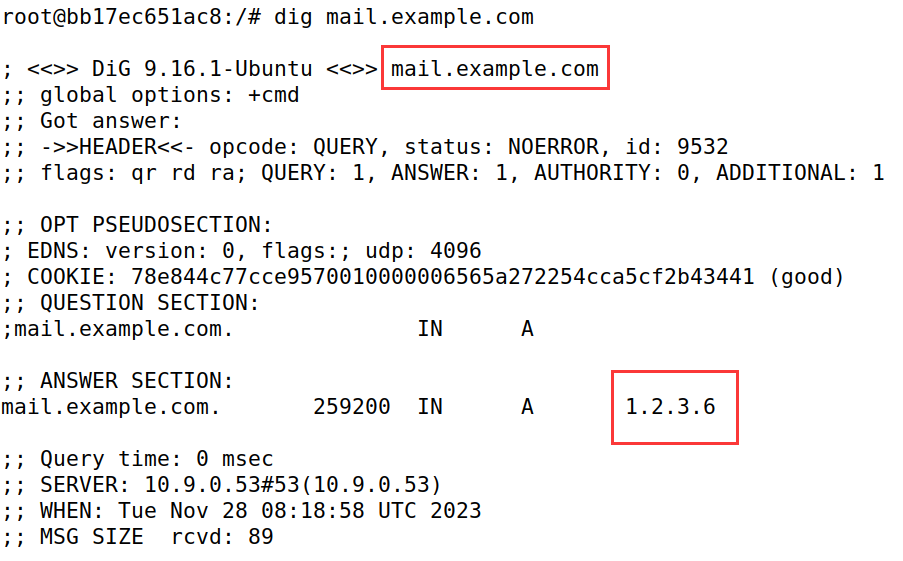 root@bb17ec651ac8:/# dig mail.example.com
; <<>> DiG 9.16.1-Ubuntu <<>> mail.example.com
;; global options: +cmd
;; Got answer:
;; ->>HEADER<<- opcode: QUERY, status: NOERROR, id: 9532
;; flags: qr rd ra; QUERY: 1, ANSWER: 1, AUTHORITY: 0, ADDITIONAL: 1
;; OPT PSEUDOSECTION:
; EDNS: version: 0, flags:; udp: 4096
; COOKIE: 78e844c77cce9570010000006565a272254cca5cf2b43441 (good)
;; QUESTION SECTION:
;mail.example.com. IN A
;; ANSWER SECTION:
mail.example.com. 259200 IN A 1.2.3.6
;; Query time: 0 msec
;; SERVER: 10.9.0.53#53(10.9.0.53)
;; WHEN: Tue Nov 28 08:18:58 UTC 2023
;; MSG SIZE rcvd: 89